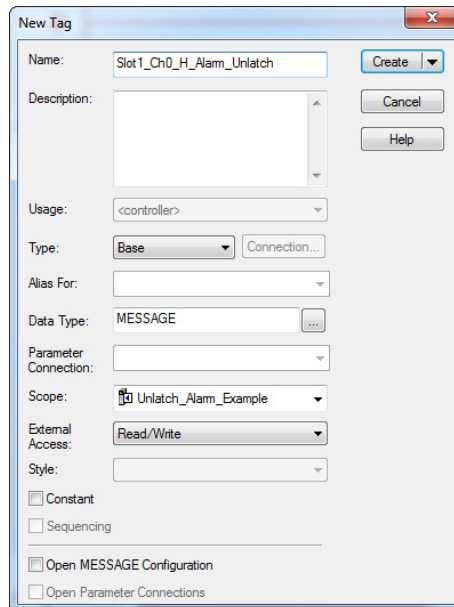 New Tag
Name: Slot1_Ch0_H_Alarm_Unlatch
Create
Description:
Cancel
Help
Usage: <controller>
Type: Base Connection...
Alias For:
Data Type: MESSAGE ...
Parameter
Connection:
Scope: Unlatch_Alarm_Example
External
Access: Read/Write
Style:
Constant
Sequencing
Open MESSAGE Configuration
Open Parameter Connections